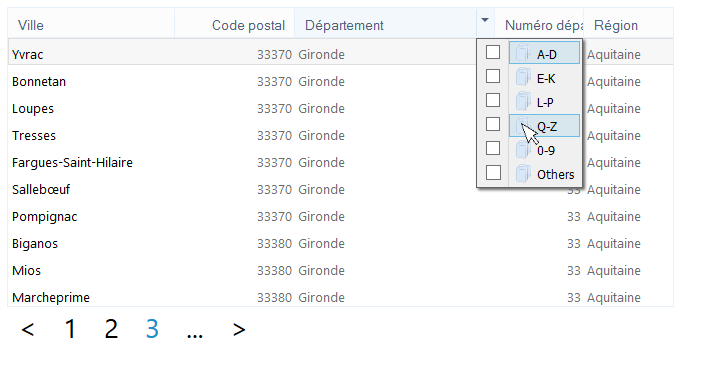 Ville Code postal Département Numéro dépa Région
Yvrac 33370 Gironde Aquitaine
A-D
Bonnetan 33370 Gironde Aquitaine
E-K
Loupes 33370 Gironde Aquitaine
L-P
Tresses 33370 Gironde Aquitaine
Q-Z
Fargues-Saint-Hilaire 33370 Gironde Aquitaine
0-9
Sallebœuf 33370 Gironde 33 Aquitaine
Others
Pompignac 33370 Gironde 33 Aquitaine
Biganos 33380 Gironde 33 Aquitaine
Mios 33380 Gironde 33 Aquitaine
Marcheprime 33380 Gironde 33 Aquitaine
< 1 2 3 ... >